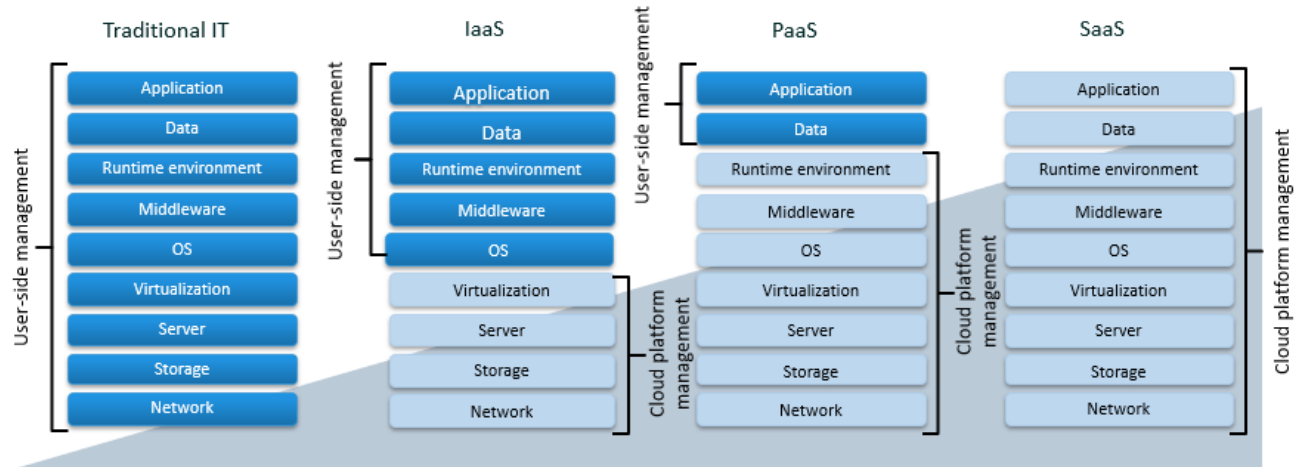 Traditional IT
User-side management
Application
Data
Runtime environment
Middleware
OS
Virtualization
Server
Storage
Network
IaaS
User-side management
Application
Data
Runtime environment
Middleware
OS
Virtualization
Server
Storage
Network
Cloud platform
management
PaaS
User-side management
Application
Data
Runtime environment
Middleware
OS
Virtualization
Server
Storage
Network
Cloud platform
management
SaaS
Application
Data
Runtime environment
Middleware
OS
Virtualization
Server
Storage
Network
Cloud platform management